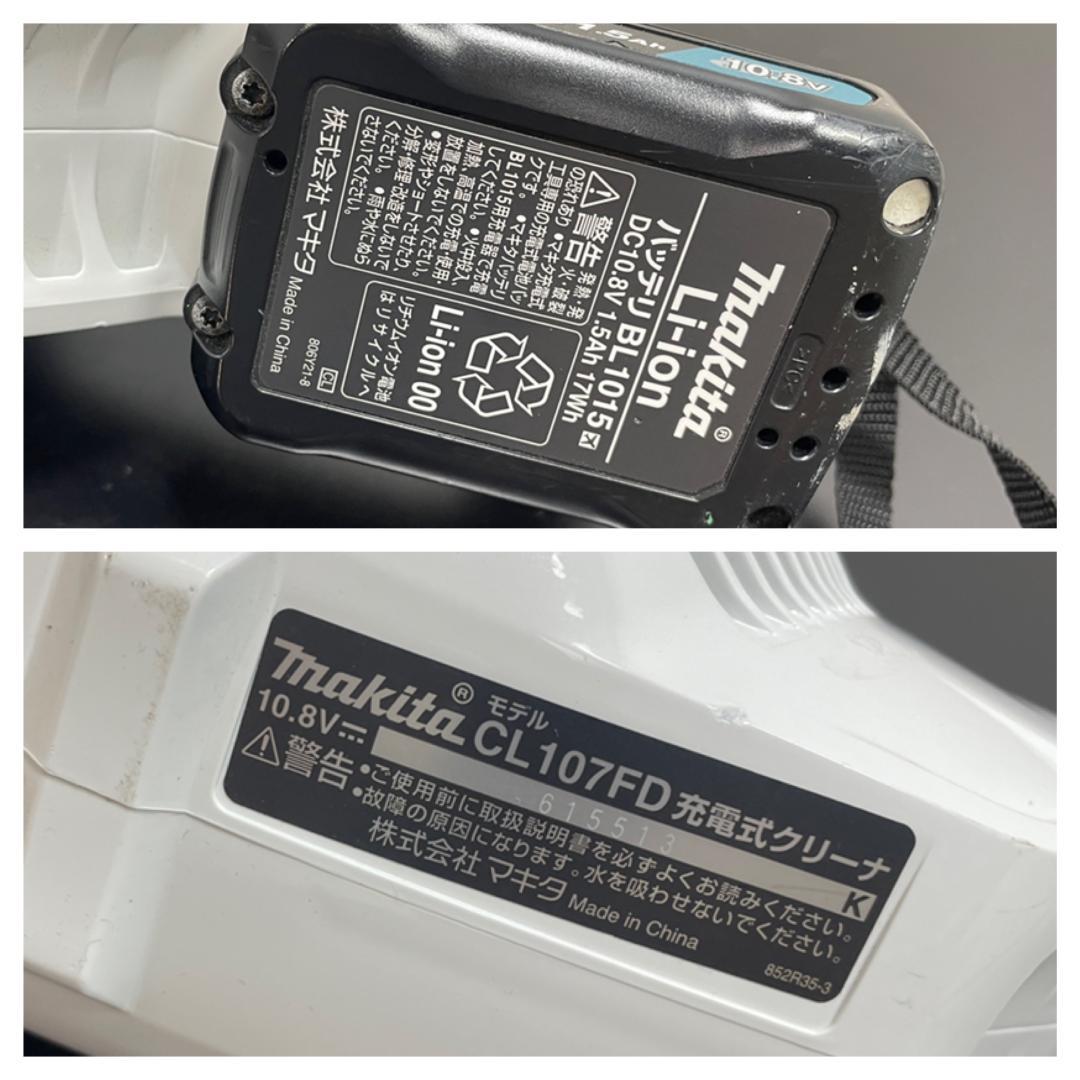 1.5Ah
10.8V
makita®
Li-ion
バッテリBL1015
DC10.8V 1.5Ah 17Wh
警告 発熱・発
火・破裂
の恐れあり ●マキタ充電式
工具専用の充電式電池パッ
クです。●マキタバッテリ
BL1015用充電器で充電
してください。●火中投入、
加熱、高温での充電・使用・
放置をしないでください。
●変形やショートさせたり、
分解・修理・改造をしないで
ください。●雨や水にぬら
さないでください。
Li-ion 00
リチウムイオン電池
は リサイクルへ
株式会社 マキタ Made in China
806Y21-8
CL
>PC<
makita® モデル CL107FD 充電式クリーナ
10.8V
615513
K
警告 ●ご使用前に取扱説明書を必ずよくお読みください。
●故障の原因になります。水を吸わせないでください。
株式会社 マキタ Made in China
852R35-3